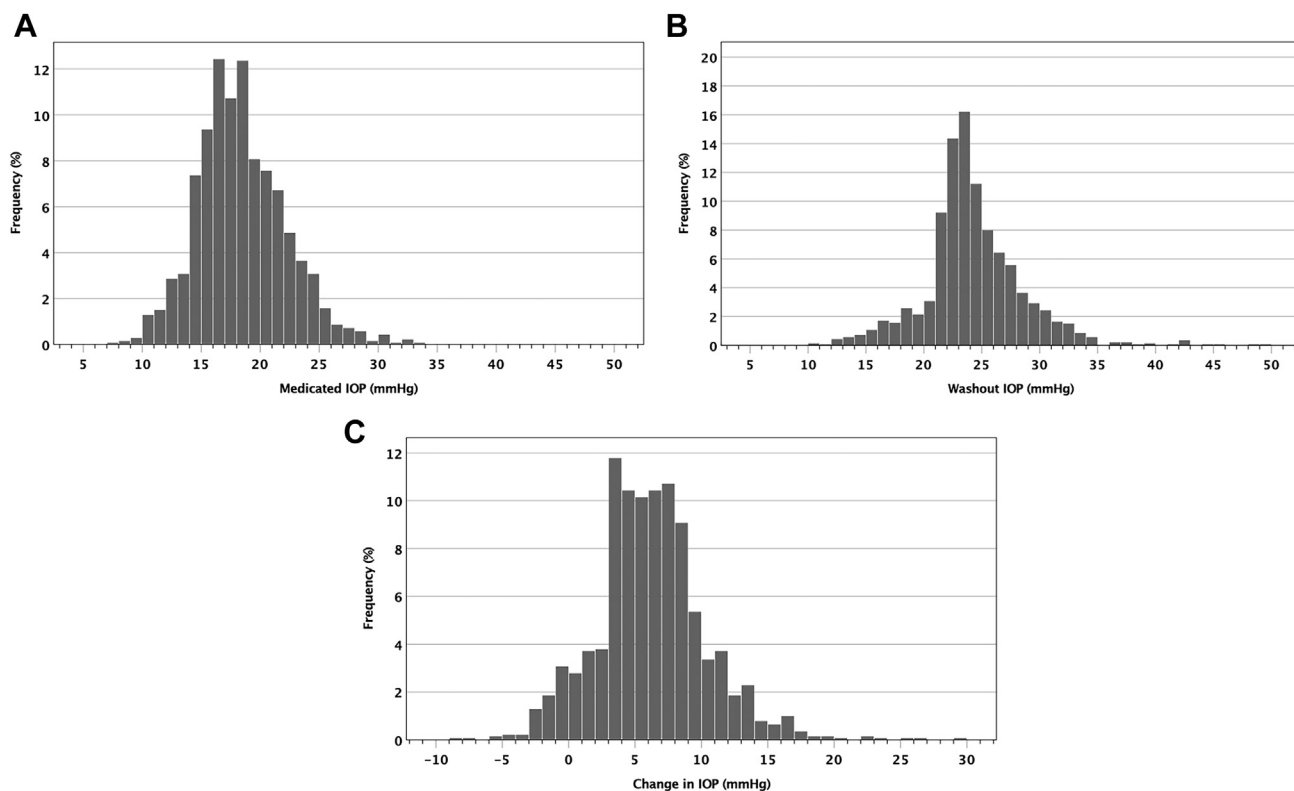 A
12
10
8
6
4
2
0
Frequency (%)
5 10 15 20 25 30 35 40 45 50
Medicated IOP (mmHg)
B
20
18
16
14
12
10
8
6
4
2
0
Frequency (%)
5 10 15 20 25 30 35 40 45 50
Washout IOP (mmHg)
C
12
10
8
6
4
2
0
Frequency (%)
−10 −5 0 5 10 15 20 25 30
Change in IOP (mmHg)